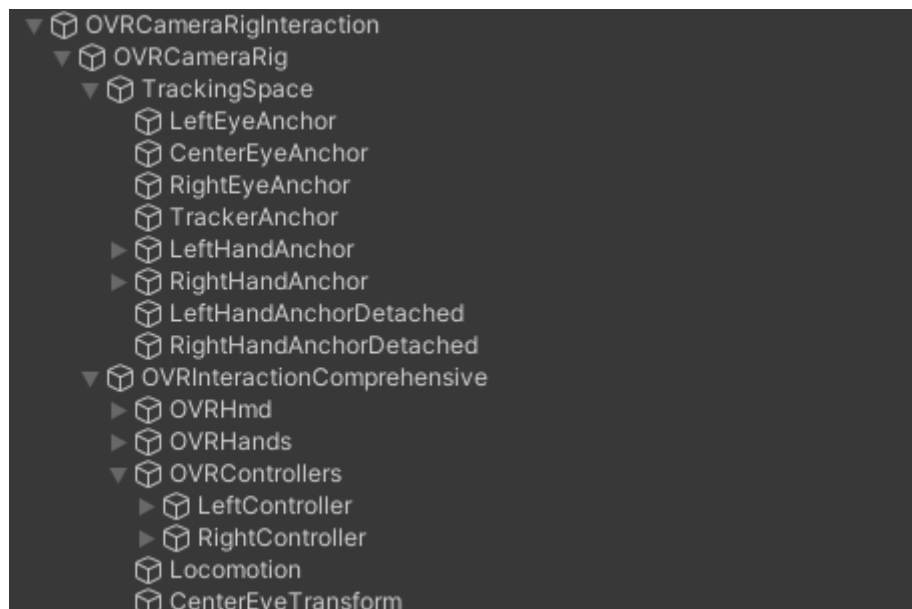 OVRCameraRigInteraction
OVRCameraRig
TrackingSpace
LeftEyeAnchor
CenterEyeAnchor
RightEyeAnchor
TrackerAnchor
LeftHandAnchor
RightHandAnchor
LeftHandAnchorDetached
RightHandAnchorDetached
OVRInteractionComprehensive
OVRHmd
OVRHands
OVRControllers
LeftController
RightController
Locomotion
CenterEyeTransform